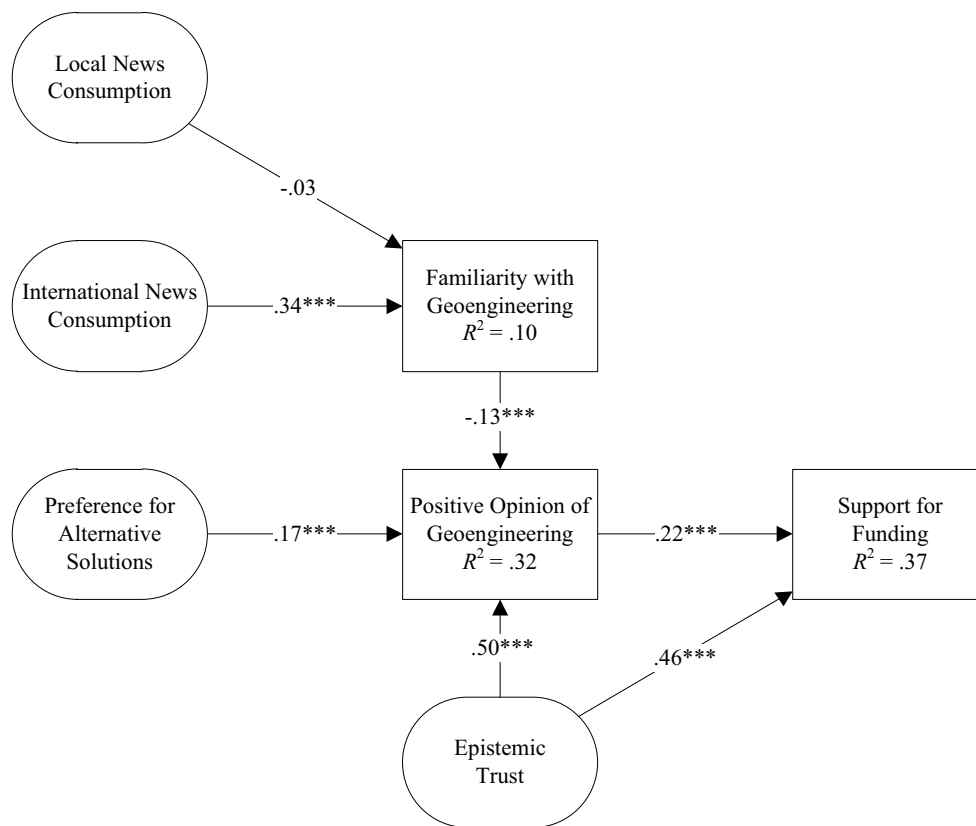 Local News
Consumption
-.03
International News
Consumption
.34***
Familiarity with
Geoengineering
R² = .10
-.13***
Preference for
Alternative
Solutions
.17***
Positive Opinion of
Geoengineering
R² = .32
.22***
Support for
Funding
R² = .37
.50***
.46***
Epistemic
Trust